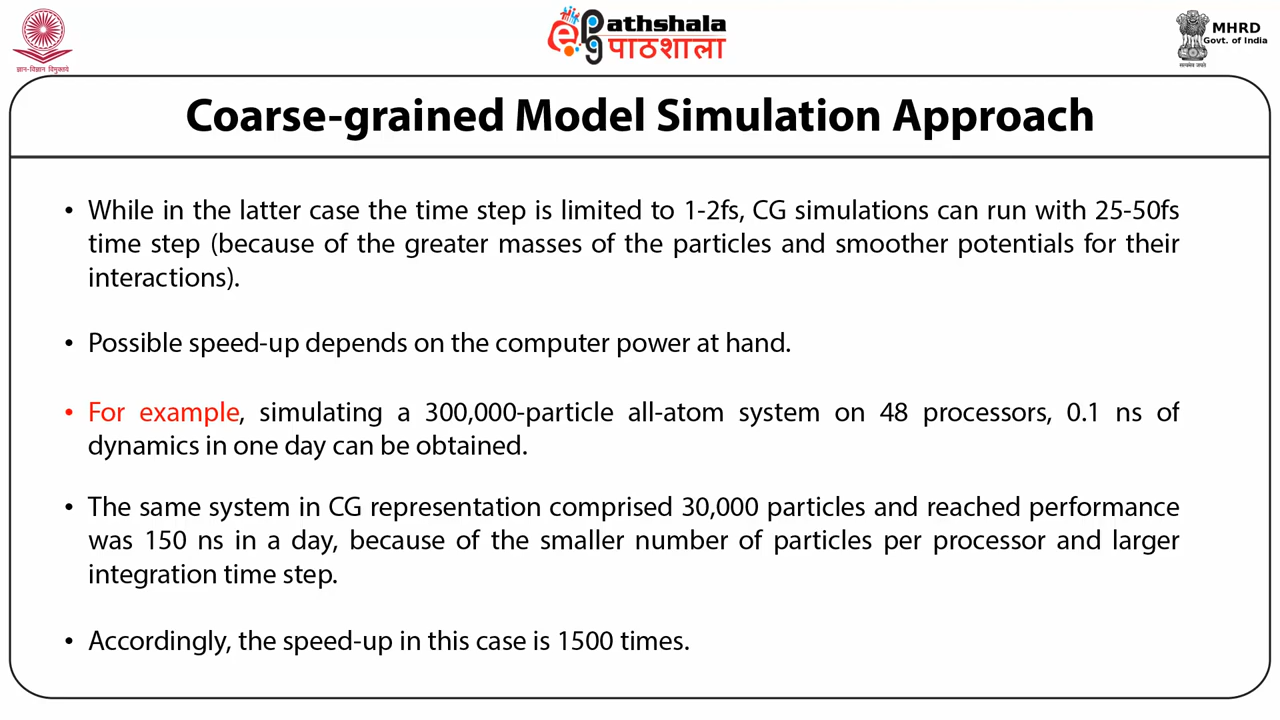 ज्ञान-विज्ञान विमुक्तये
epgathshala
पाठशाला
सत्यमेव जयते
MHRD
Govt. of India
Coarse-grained Model Simulation Approach
• While in the latter case the time step is limited to 1-2fs, CG simulations can run with 25-50fs
time step (because of the greater masses of the particles and smoother potentials for their
interactions).
• Possible speed-up depends on the computer power at hand.
• For example, simulating a 300,000-particle all-atom system on 48 processors, 0.1 ns of
dynamics in one day can be obtained.
• The same system in CG representation comprised 30,000 particles and reached performance
was 150 ns in a day, because of the smaller number of particles per processor and larger
integration time step.
• Accordingly, the speed-up in this case is 1500 times.